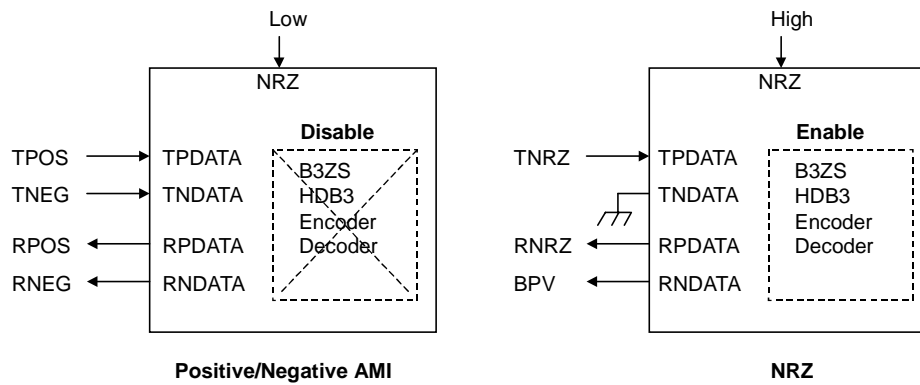 Low
NRZ
Disable
TPOS
TPDATA
B3ZS
TNEG
TNDATA
HDB3
Encoder
RPOS
RPDATA
Decoder
RNEG
RNDATA
Positive/Negative AMI
High
NRZ
Enable
TNRZ
TPDATA
B3ZS
TNDATA
HDB3
Encoder
RNRZ
RPDATA
Decoder
BPV
RNDATA
NRZ